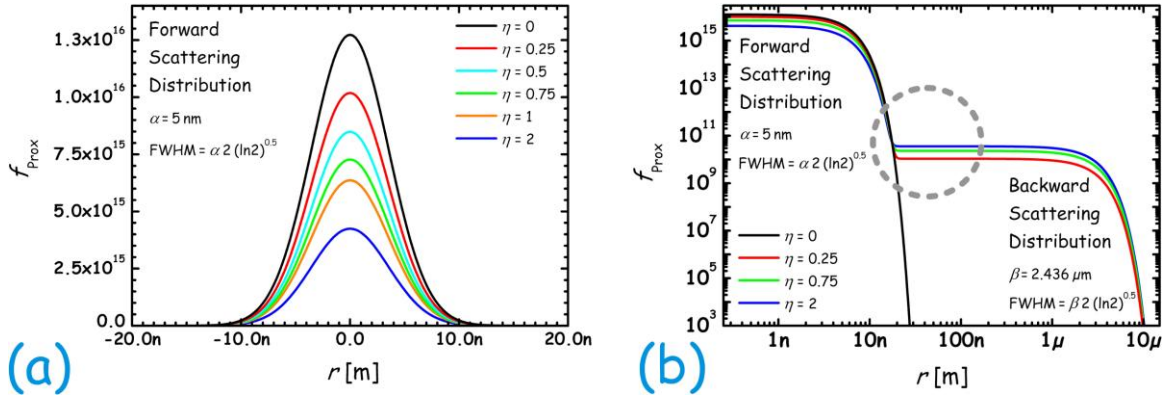 1.3x10^16
1.0x10^16
7.5x10^15
5.0x10^15
2.5x10^15
0.0
f_Prox
Forward
Scattering
Distribution
α = 5 nm
FWHM = α 2 (ln2)^0.5
η = 0
η = 0.25
η = 0.5
η = 0.75
η = 1
η = 2
-20.0n -10.0n 0.0 10.0n 20.0n
r [m]
(a)
10^15
10^13
10^11
10^9
10^7
10^5
10^3
f_Prox
Forward
Scattering
Distribution
α = 5 nm
FWHM = α 2 (ln2)^0.5
η = 0
η = 0.25
η = 0.75
η = 2
Backward
Scattering
Distribution
β = 2.436 µm
FWHM = β 2 (ln2)^0.5
1n 10n 100n 1µ 10µ
r [m]
(b)